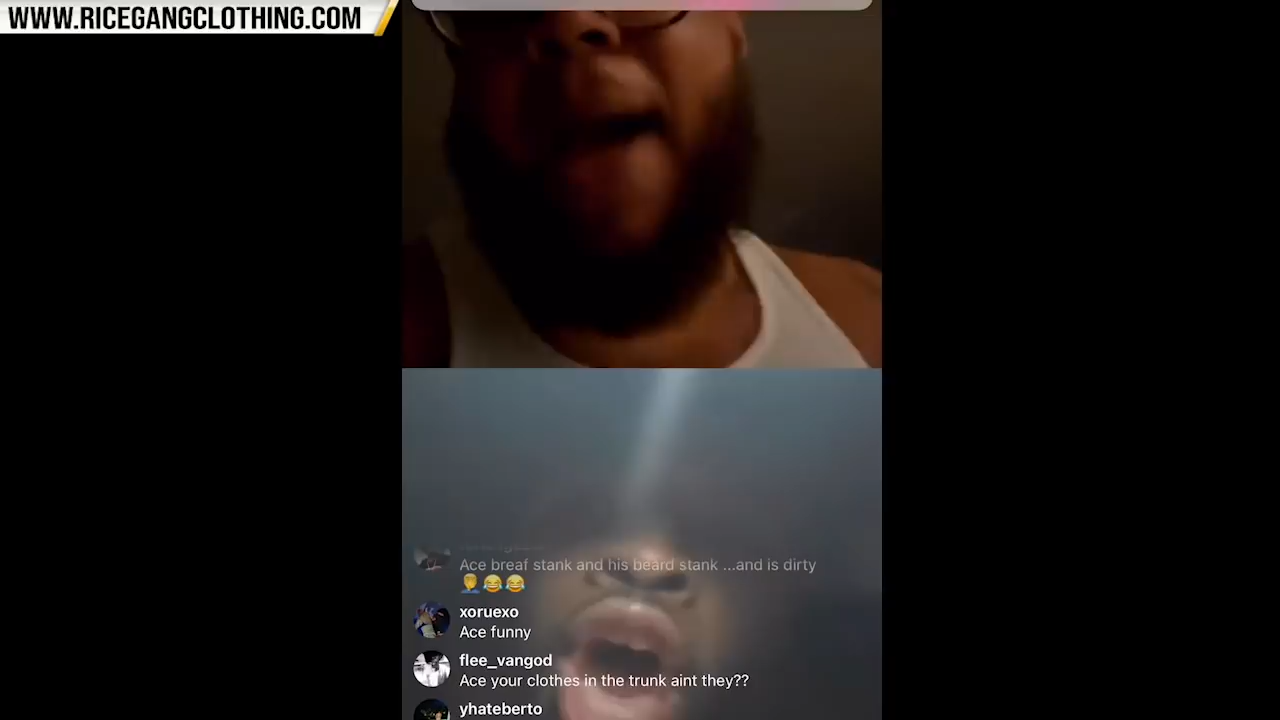 WWW.RICEGANGCLOTHING.COM
Ace breaf stank and his beard stank ...and is dirty
🤦‍♂️😂😂
xoruexo
Ace funny
flee_vangod
Ace your clothes in the trunk aint they??
yhateberto